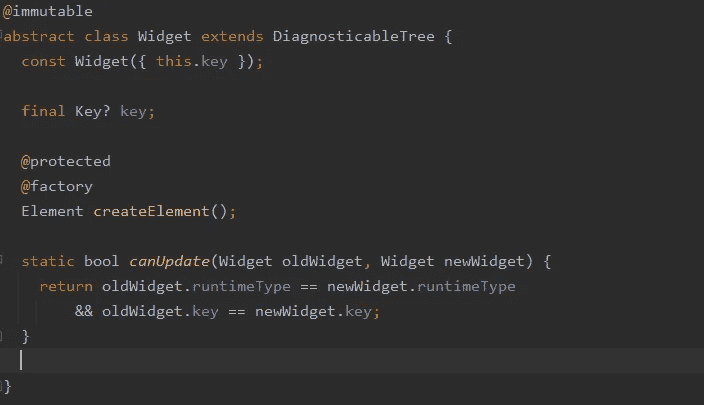 @immutable
abstract class Widget extends DiagnosticableTree {
  const Widget({ this.key });

  final Key? key;

  @protected
  @factory
  Element createElement();

  static bool canUpdate(Widget oldWidget, Widget newWidget) {
    return oldWidget.runtimeType == newWidget.runtimeType
        && oldWidget.key == newWidget.key;
  }

}